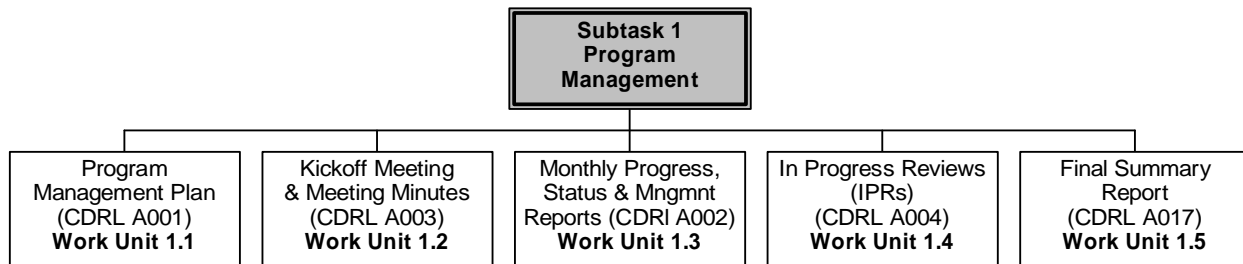 Subtask 1
Program
Management
Program
Management Plan
(CDRL A001)
Work Unit 1.1
Kickoff Meeting
& Meeting Minutes
(CDRL A003)
Work Unit 1.2
Monthly Progress,
Status & Mngmnt
Reports (CDRl A002)
Work Unit 1.3
In Progress Reviews
(IPRs)
(CDRL A004)
Work Unit 1.4
Final Summary
Report
(CDRL A017)
Work Unit 1.5